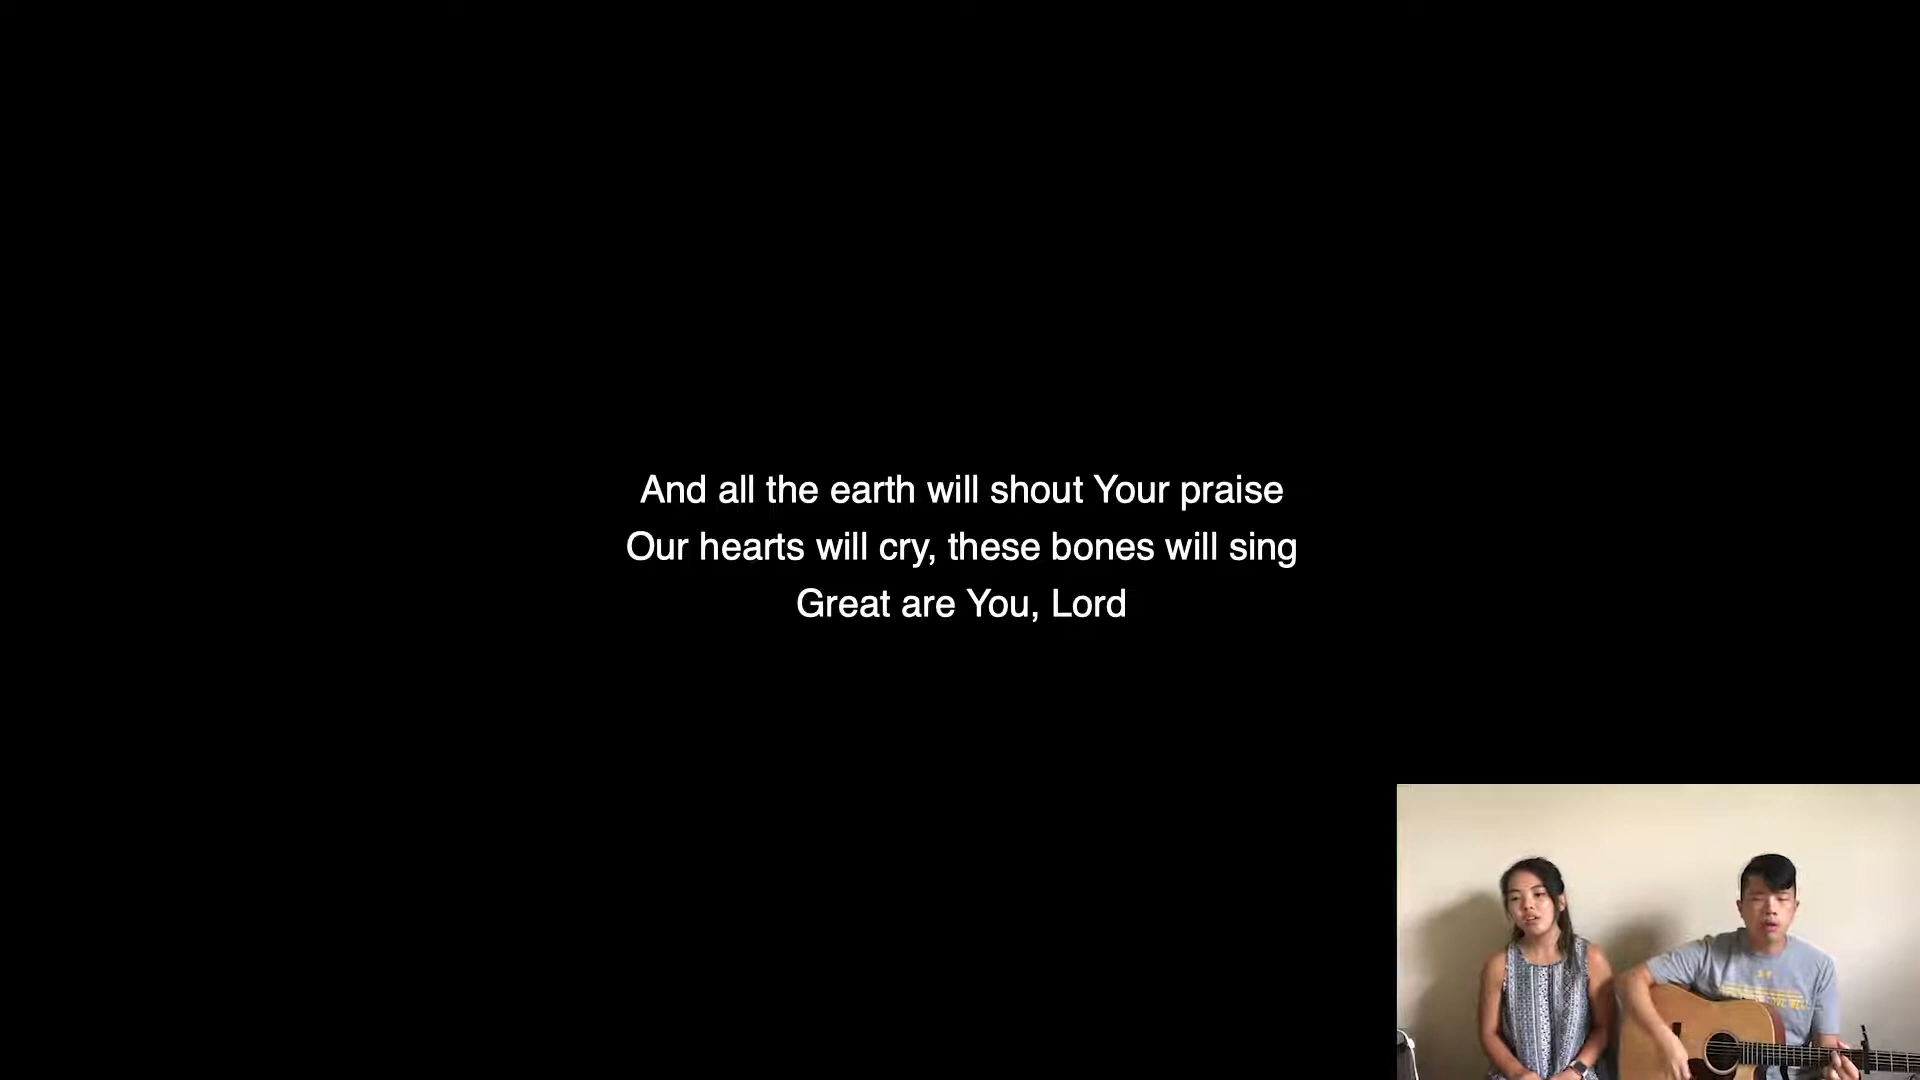 And all the earth will shout Your praise
Our hearts will cry, these bones will sing
Great are You, Lord